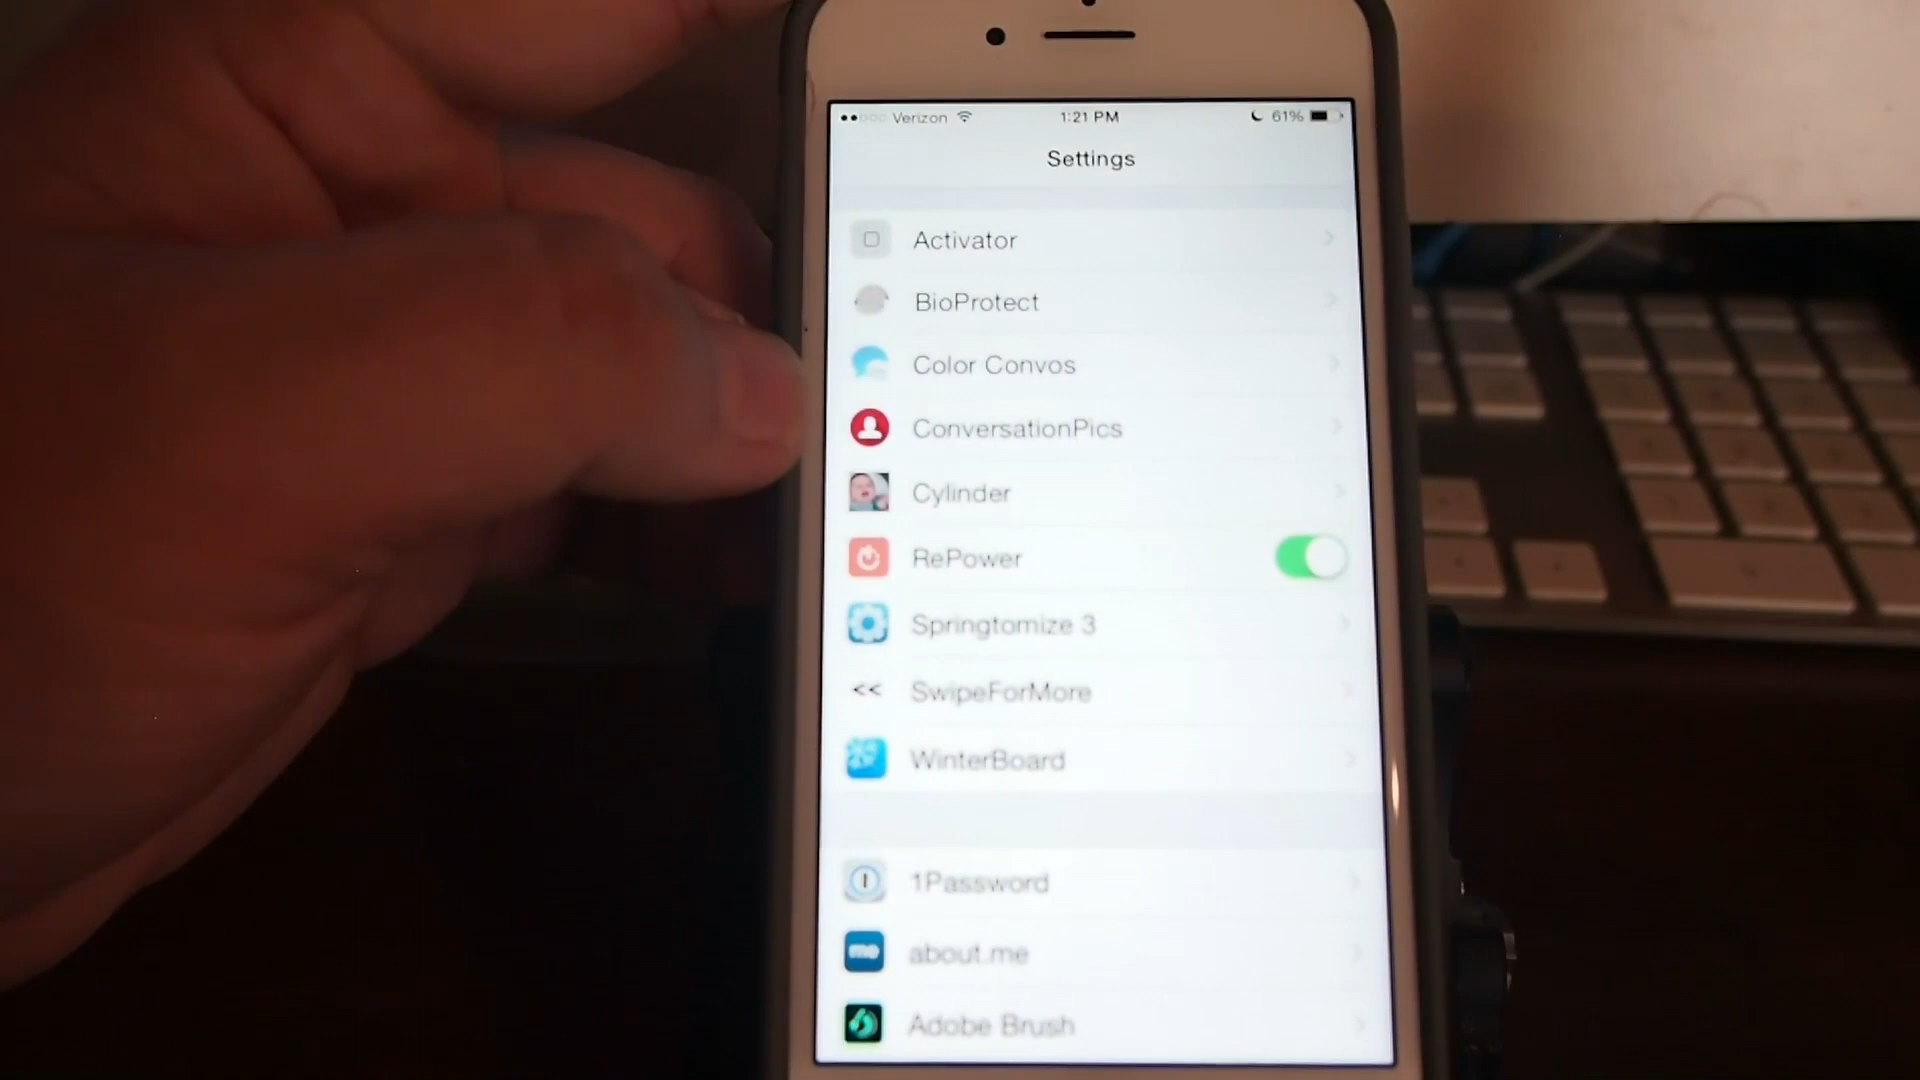 Verizon 1:21 PM 61%
Settings
Activator
BioProtect
Color Convos
ConversationPics
Cylinder
RePower
Springtomize 3
<< SwipeForMore
WinterBoard
1Password
me about.me
Adobe Brush